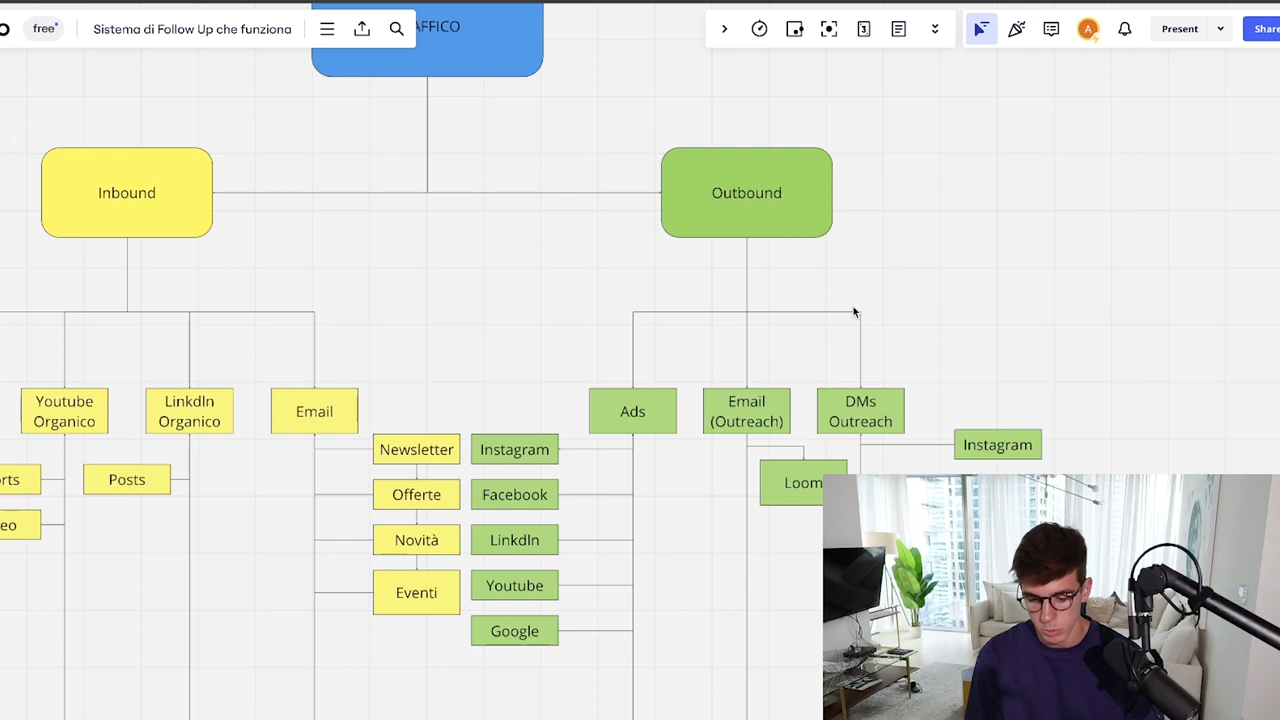 free
Sistema di Follow Up che funziona
AFFICO
3
A
Present
Share
Inbound
Outbound
Youtube
Organico
LinkdIn
Organico
Email
Ads
Email
(Outreach)
DMs
Outreach
Newsletter
Instagram
Instagram
rts
Posts
Loom
Offerte
Facebook
eo
Novità
LinkdIn
Eventi
Youtube
Google